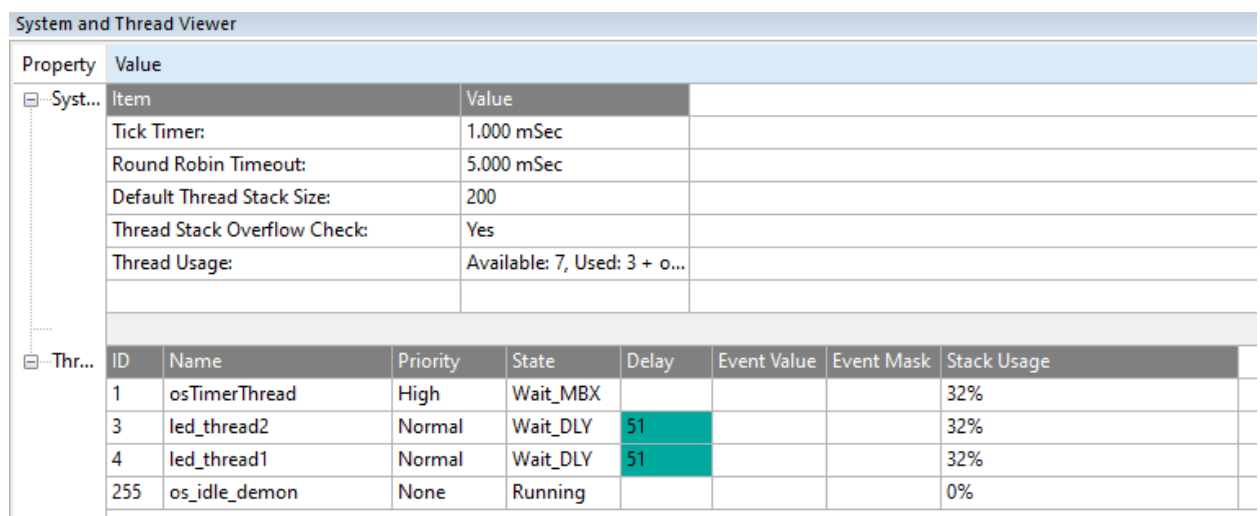 System and Thread Viewer
Property Value
Syst... Item Value
Tick Timer: 1.000 mSec
Round Robin Timeout: 5.000 mSec
Default Thread Stack Size: 200
Thread Stack Overflow Check: Yes
Thread Usage: Available: 7, Used: 3 + o...
Thr... ID Name Priority State Delay Event Value Event Mask Stack Usage
1 osTimerThread High Wait_MBX 32%
3 led_thread2 Normal Wait_DLY 51 32%
4 led_thread1 Normal Wait_DLY 51 32%
255 os_idle_demon None Running 0%